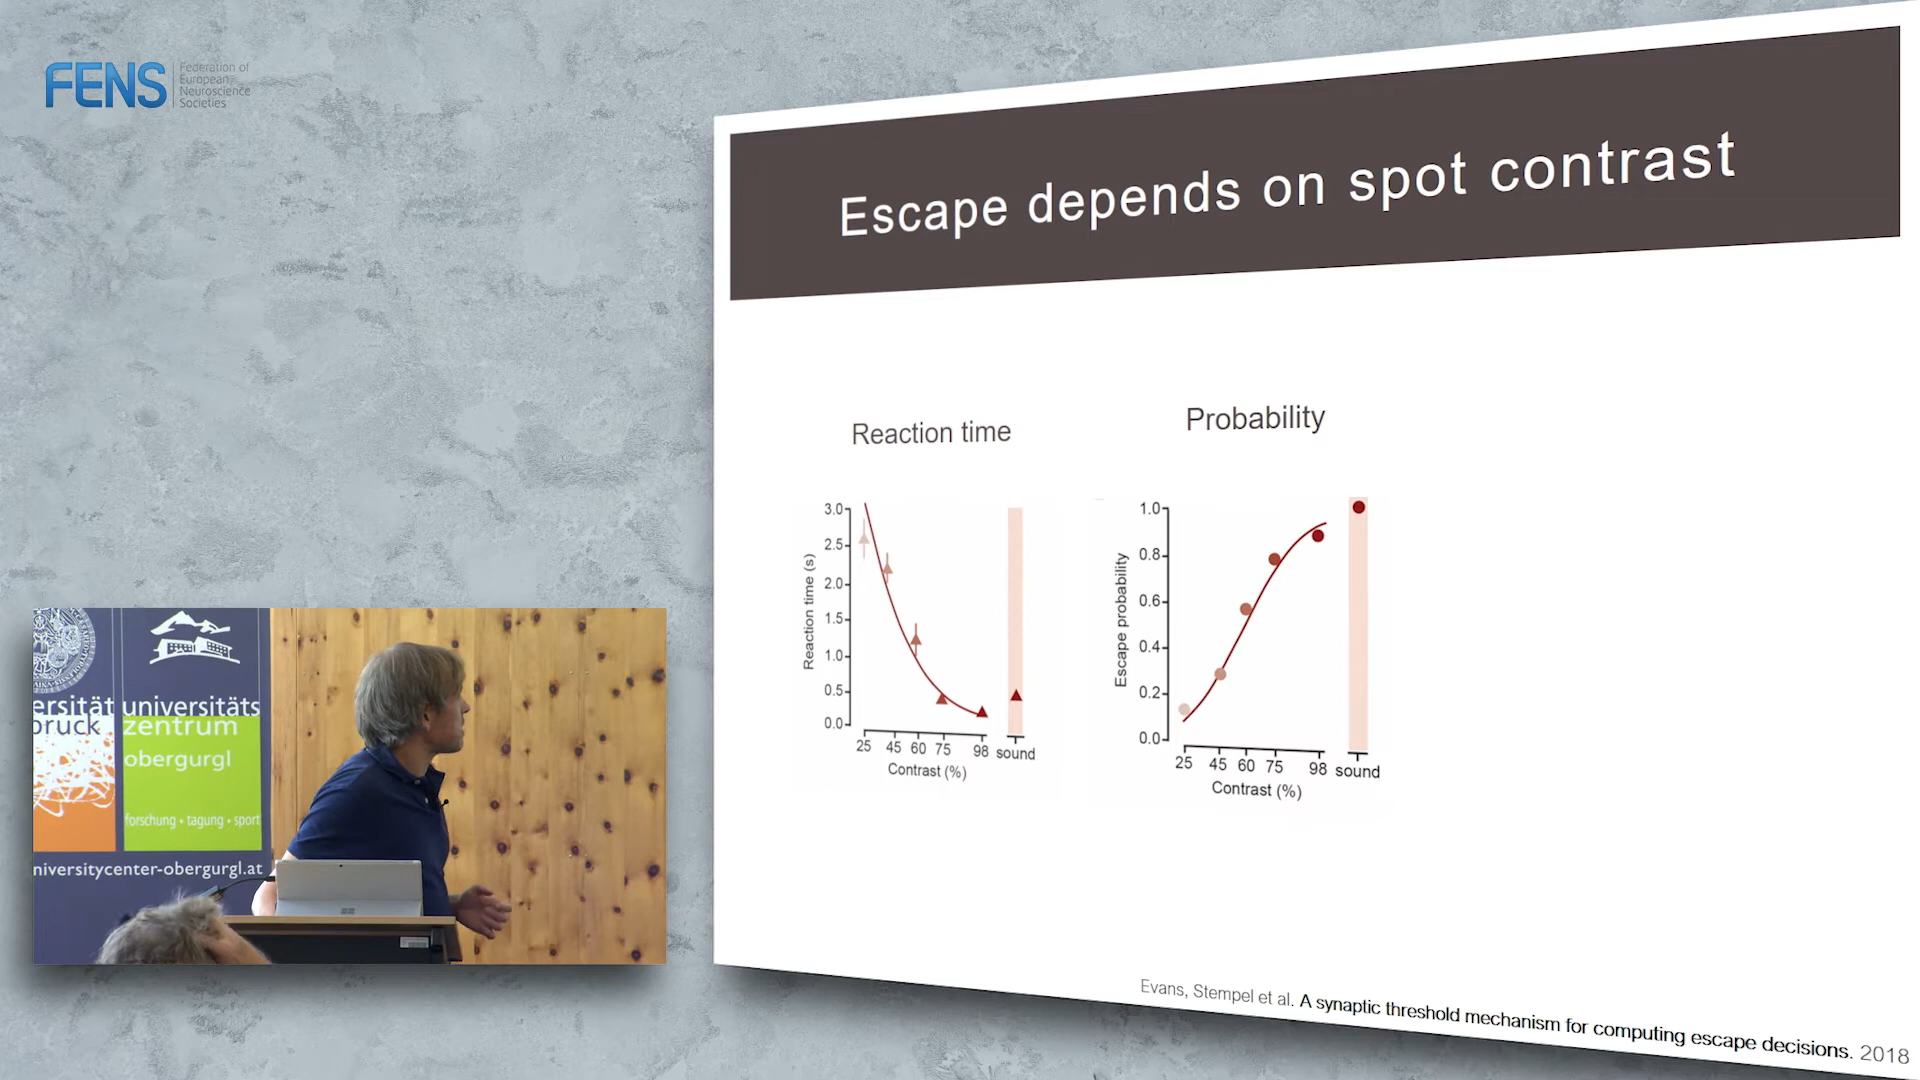 FENS
Federation of
European
Neuroscience
Societies
Escape depends on spot contrast
Reaction time
Probability
3.0
2.5
2.0
1.5
1.0
0.5
0.0
Reaction time (s)
25 45 60 75 98 sound
Contrast (%)
1.0
0.8
0.6
0.4
0.2
0.0
Escape probability
25 45 60 75 98 sound
Contrast (%)
ersität
bruck
universitäts
zentrum
obergurgl
forschung • tagung • sport
niversitycenter-obergurgl.at
Evans, Stempel et al. A synaptic threshold mechanism for computing escape decisions. 2018